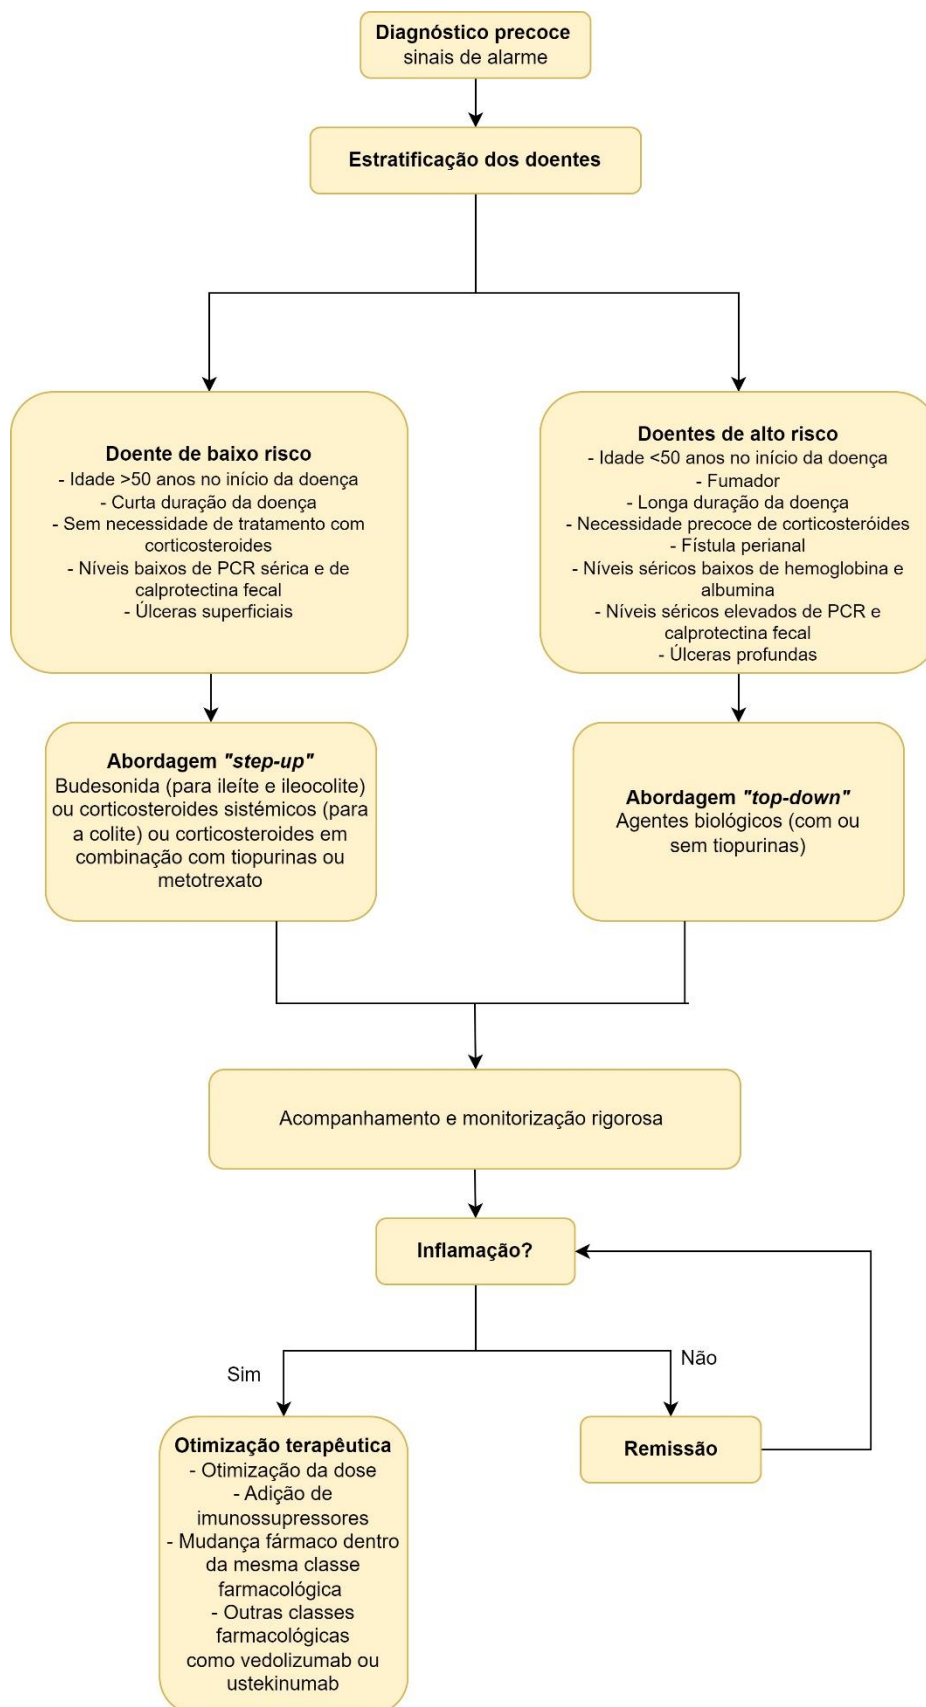 Diagnóstico precoce
sinais de alarme
Estratificação dos doentes
Doente de baixo risco
- Idade >50 anos no início da doença
- Curta duração da doença
- Sem necessidade de tratamento com
corticosteroides
- Níveis baixos de PCR sérica e de
calprotectina fecal
- Úlceras superficiais
Doentes de alto risco
- Idade <50 anos no início da doença
- Fumador
- Longa duração da doença
- Necessidade precoce de corticosteróides
- Fístula perianal
- Níveis séricos baixos de hemoglobina e
albumina
- Níveis séricos elevados de PCR e
calprotectina fecal
- Úlceras profundas
Abordagem "step-up"
Budesonida (para ileíte e ileocolite)
ou corticosteroides sistémicos (para
a colite) ou corticosteroides em
combinação com tiopurinas ou
metotrexato
Abordagem "top-down"
Agentes biológicos (com ou
sem tiopurinas)
Acompanhamento e monitorização rigorosa
Inflamação?
Sim
Não
Otimização terapêutica
- Otimização da dose
- Adição de
imunossupressores
- Mudança fármaco dentro
da mesma classe
farmacológica
- Outras classes
farmacológicas
como vedolizumab ou
ustekinumab
Remissão